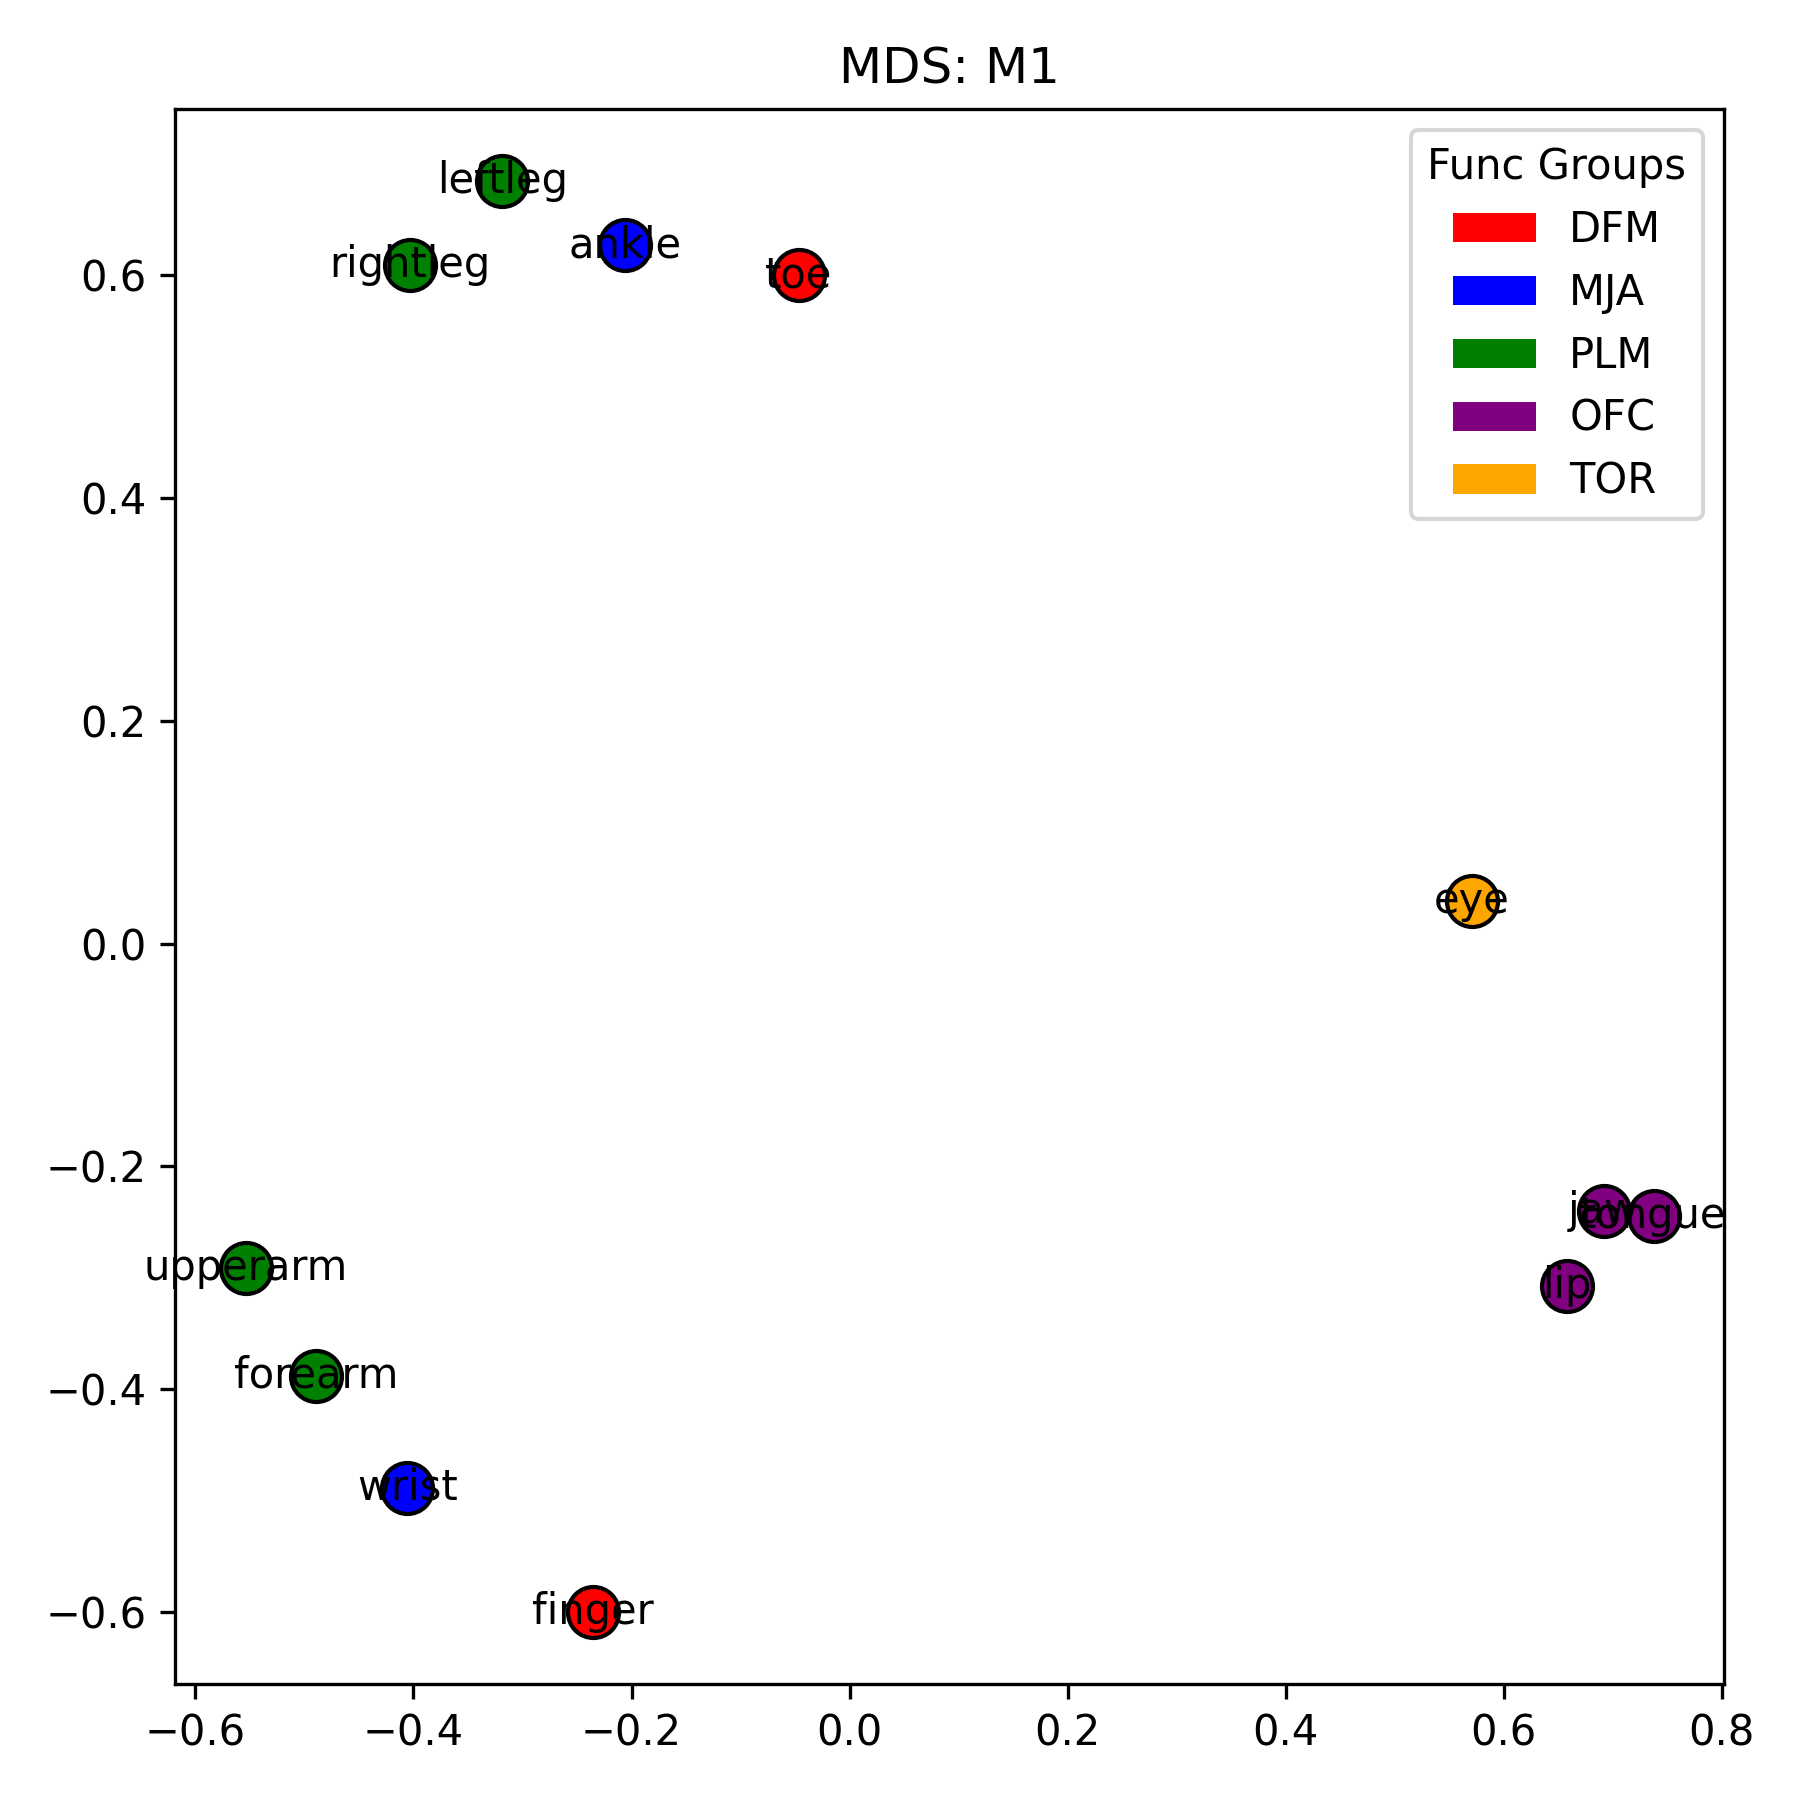 MDS: M1
Func Groups
DFM
MJA
PLM
OFC
TOR
leftleg
rightleg
ankle
toe
eye
jaw
tongue
lip
upperarm
forearm
wrist
finger
0.6
0.4
0.2
0.0
−0.2
−0.4
−0.6
−0.6
−0.4
−0.2
0.0
0.2
0.4
0.6
0.8